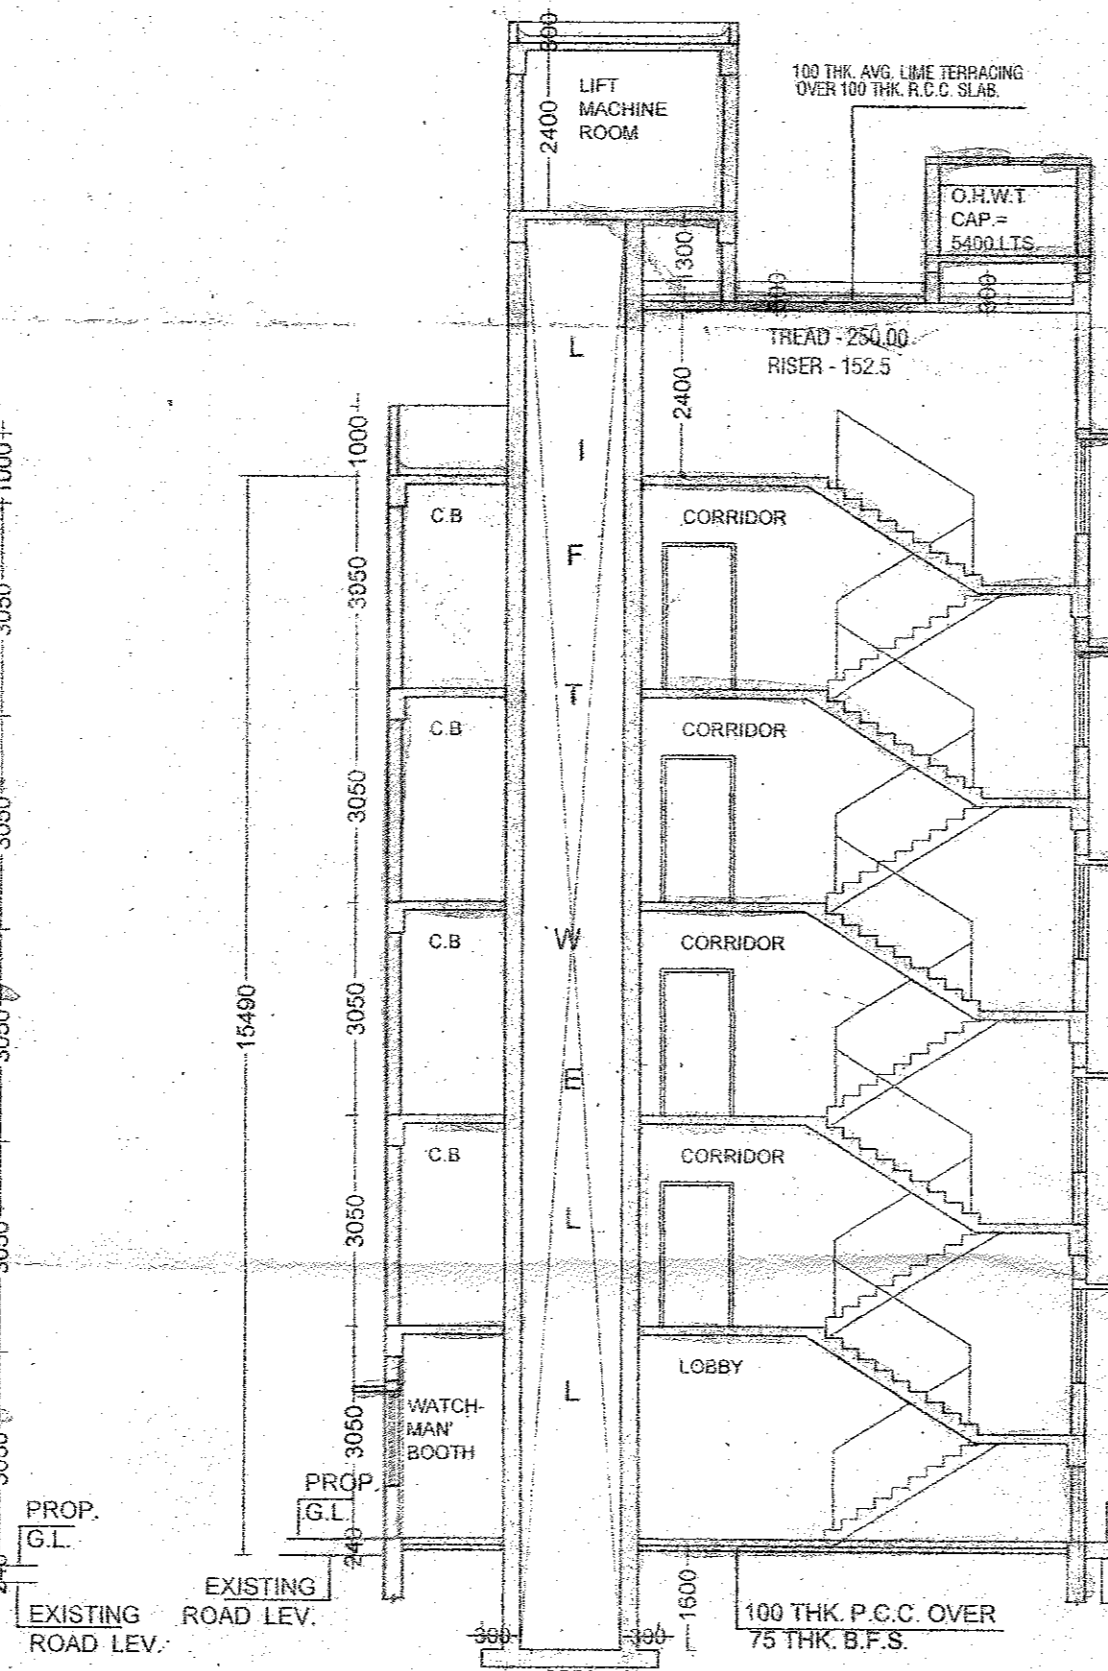 300
LIFT
MACHINE
ROOM
2400
100 THK. AVG. LIME TERRACING
OVER 100 THK. R.C.C. SLAB.
O.H.W.T
CAP.=
5400 LTS.
1300
TREAD - 250.00
RISER - 152.5
2400
L
I
F
T
W
E
L
L
1000
1000
C.B
CORRIDOR
3050
3050
C.B
CORRIDOR
3050
3050
C.B
CORRIDOR
15490
3050
3050
C.B
CORRIDOR
3050
3050
LOBBY
WATCH-
MAN'
BOOTH
3050
PROP.
G.L.
PROP.
G.L.
240
EXISTING
ROAD LEV.
EXISTING
ROAD LEV.
1600
300
300
100 THK. P.C.C. OVER
75 THK. B.F.S.